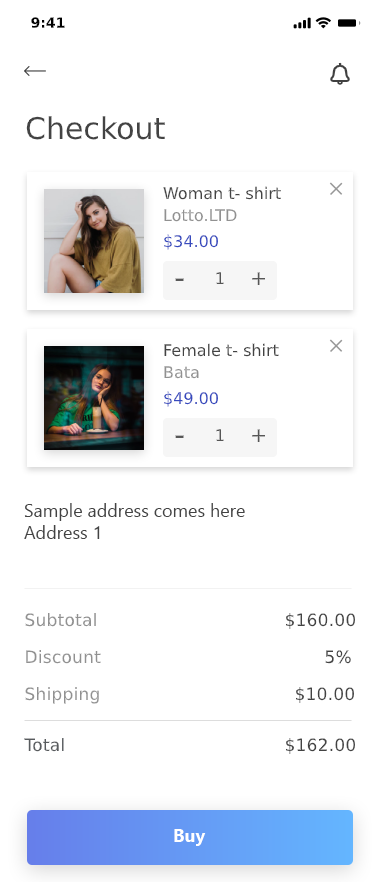 9:41
Checkout
Woman t- shirt
Lotto.LTD
$34.00
- 1 +
Female t- shirt
Bata
$49.00
- 1 +
Sample address comes here
Address 1
Subtotal $160.00
Discount 5%
Shipping $10.00
Total $162.00
Buy